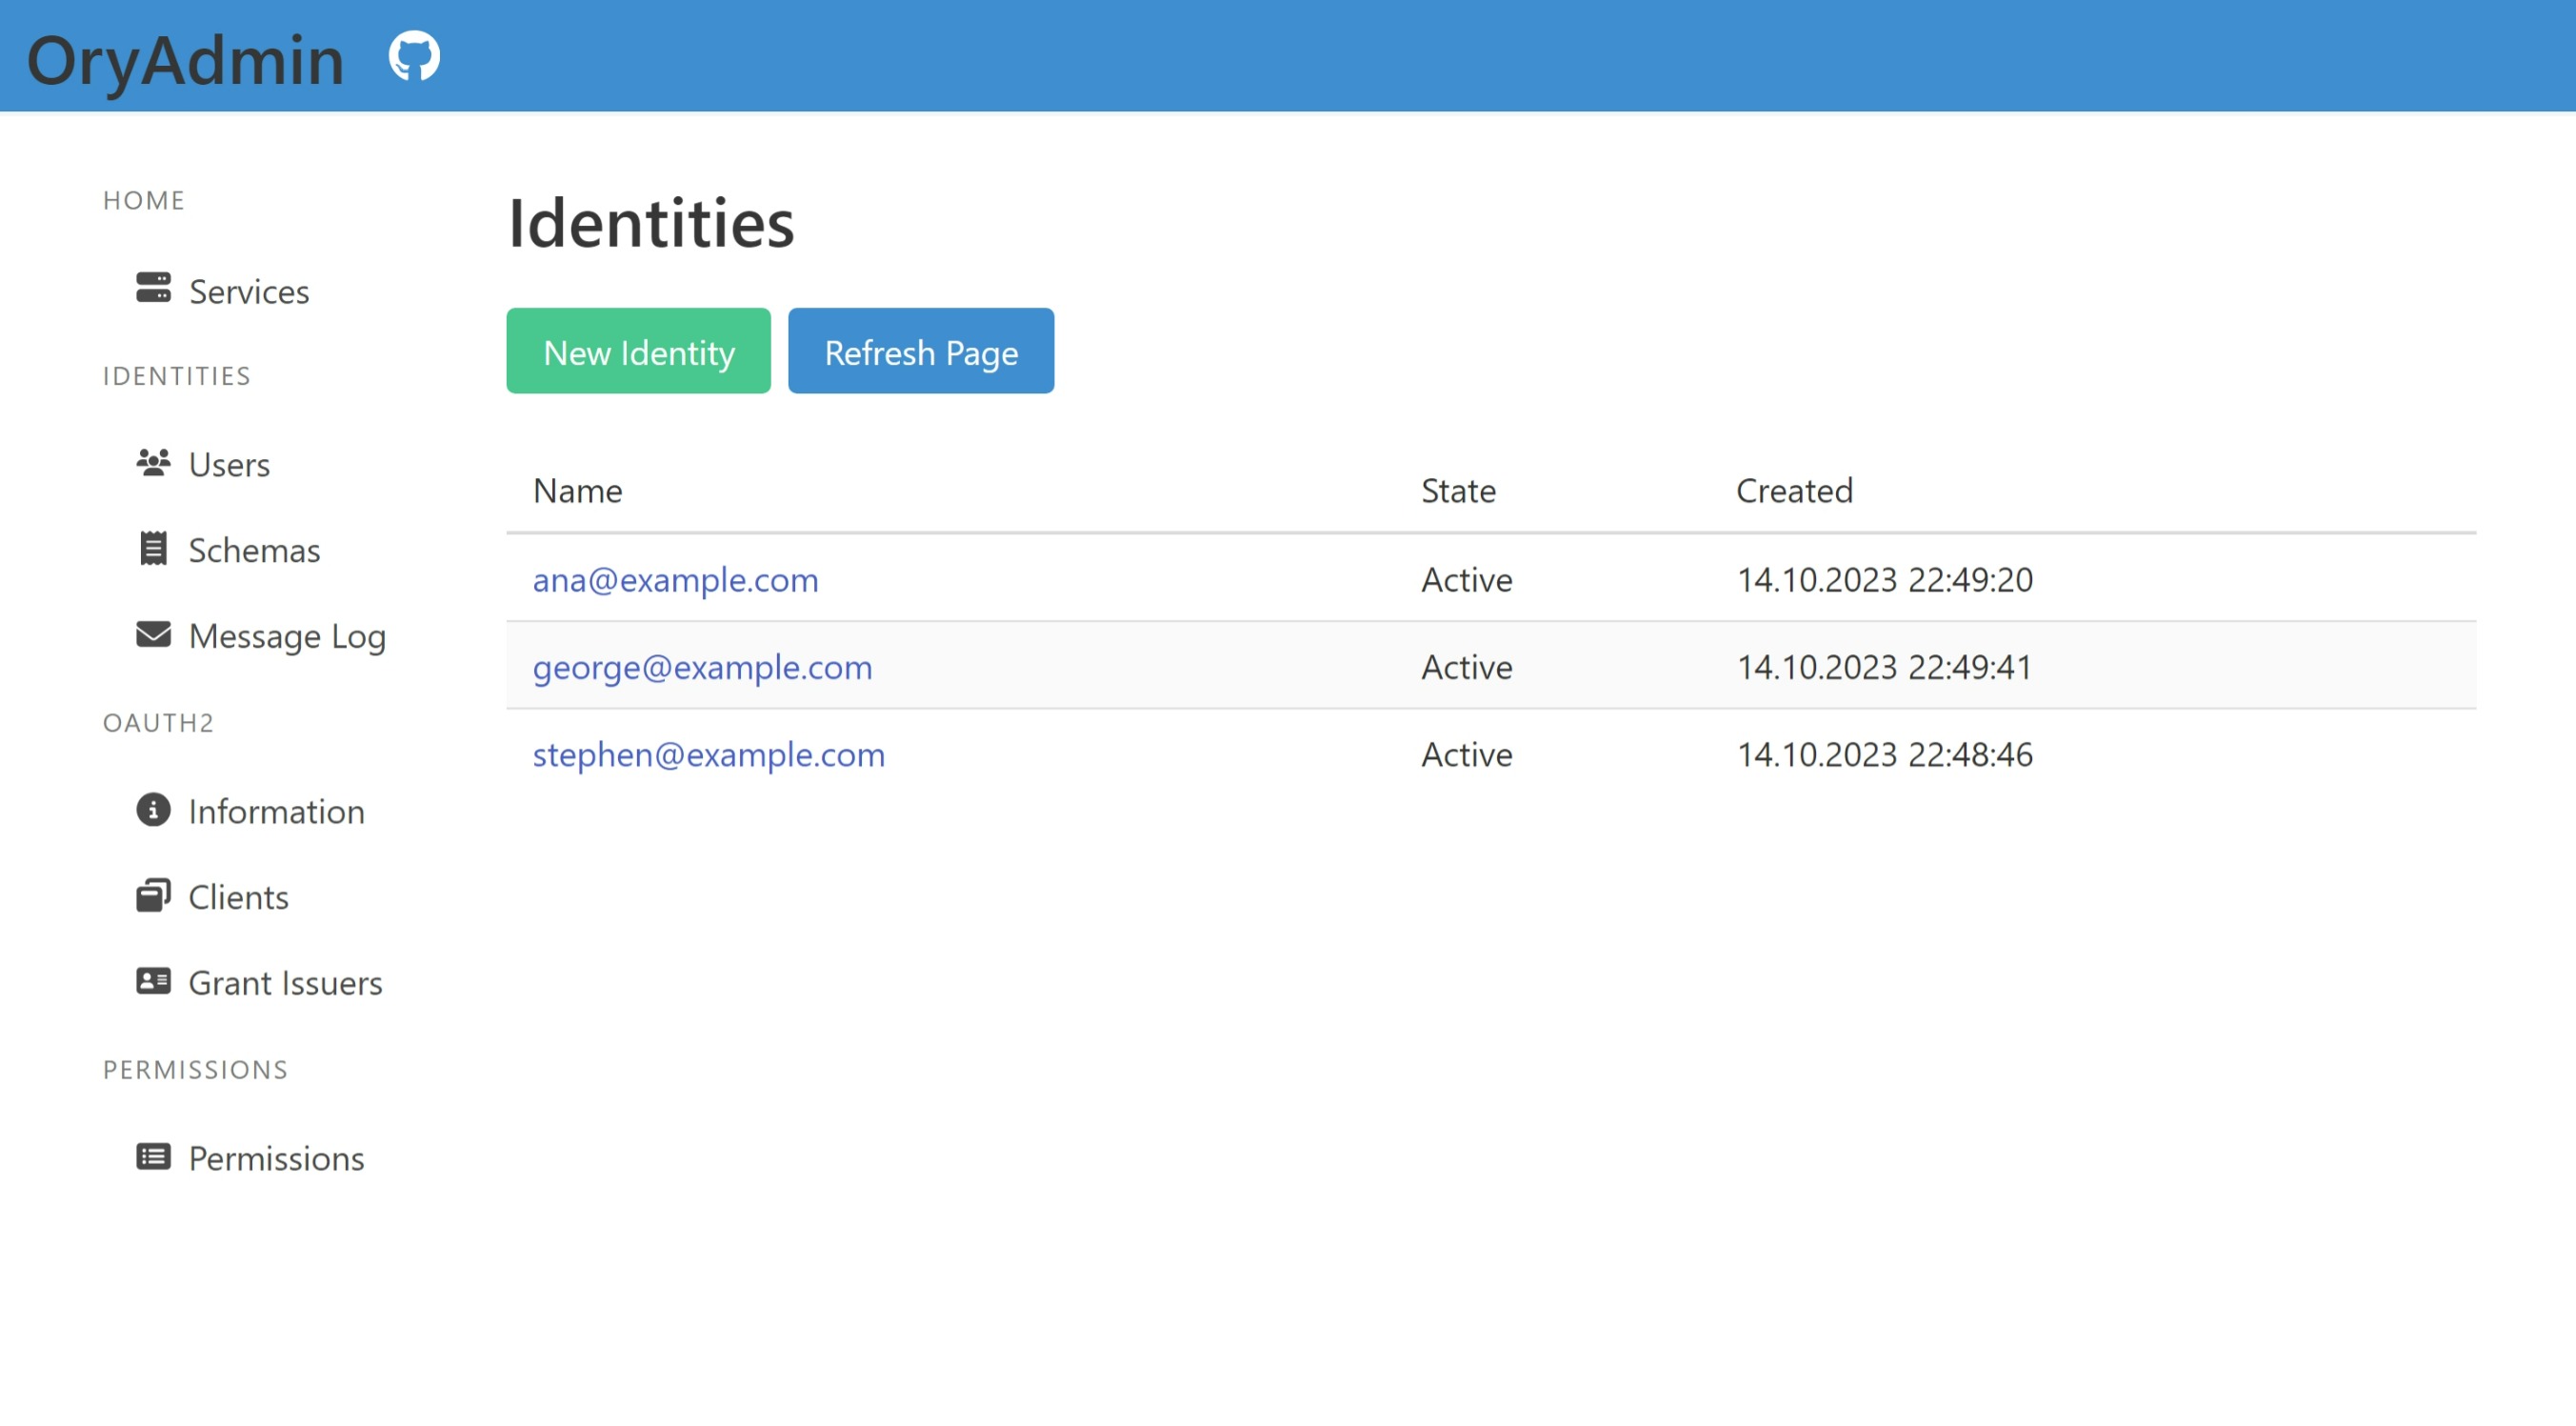 OryAdmin
HOME
Services
IDENTITIES
Users
Schemas
Message Log
OAUTH2
Information
Clients
Grant Issuers
PERMISSIONS
Permissions
Identities
New Identity Refresh Page
Name State Created
ana@example.com Active 14.10.2023 22:49:20
george@example.com Active 14.10.2023 22:49:41
stephen@example.com Active 14.10.2023 22:48:46